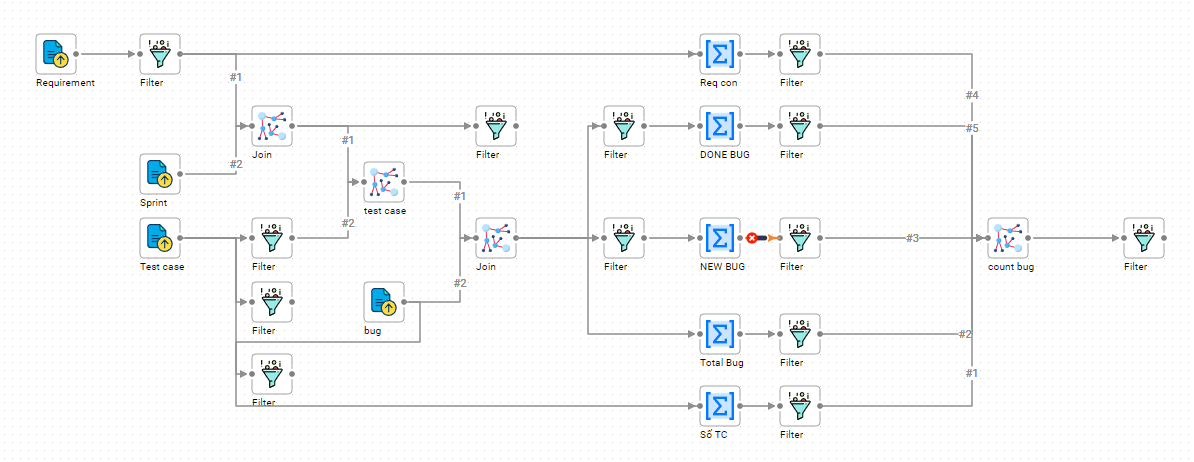 Requirement
Filter
Req con
Filter
#1
#4
Join
Filter
Filter
DONE BUG
Filter
#5
#1
#2
Sprint
test case
#1
#2
Test case
Filter
Join
Filter
NEW BUG
Filter
#3
count bug
Filter
#2
Filter
bug
Total Bug
Filter
#2
#1
Filter
Số TC
Filter